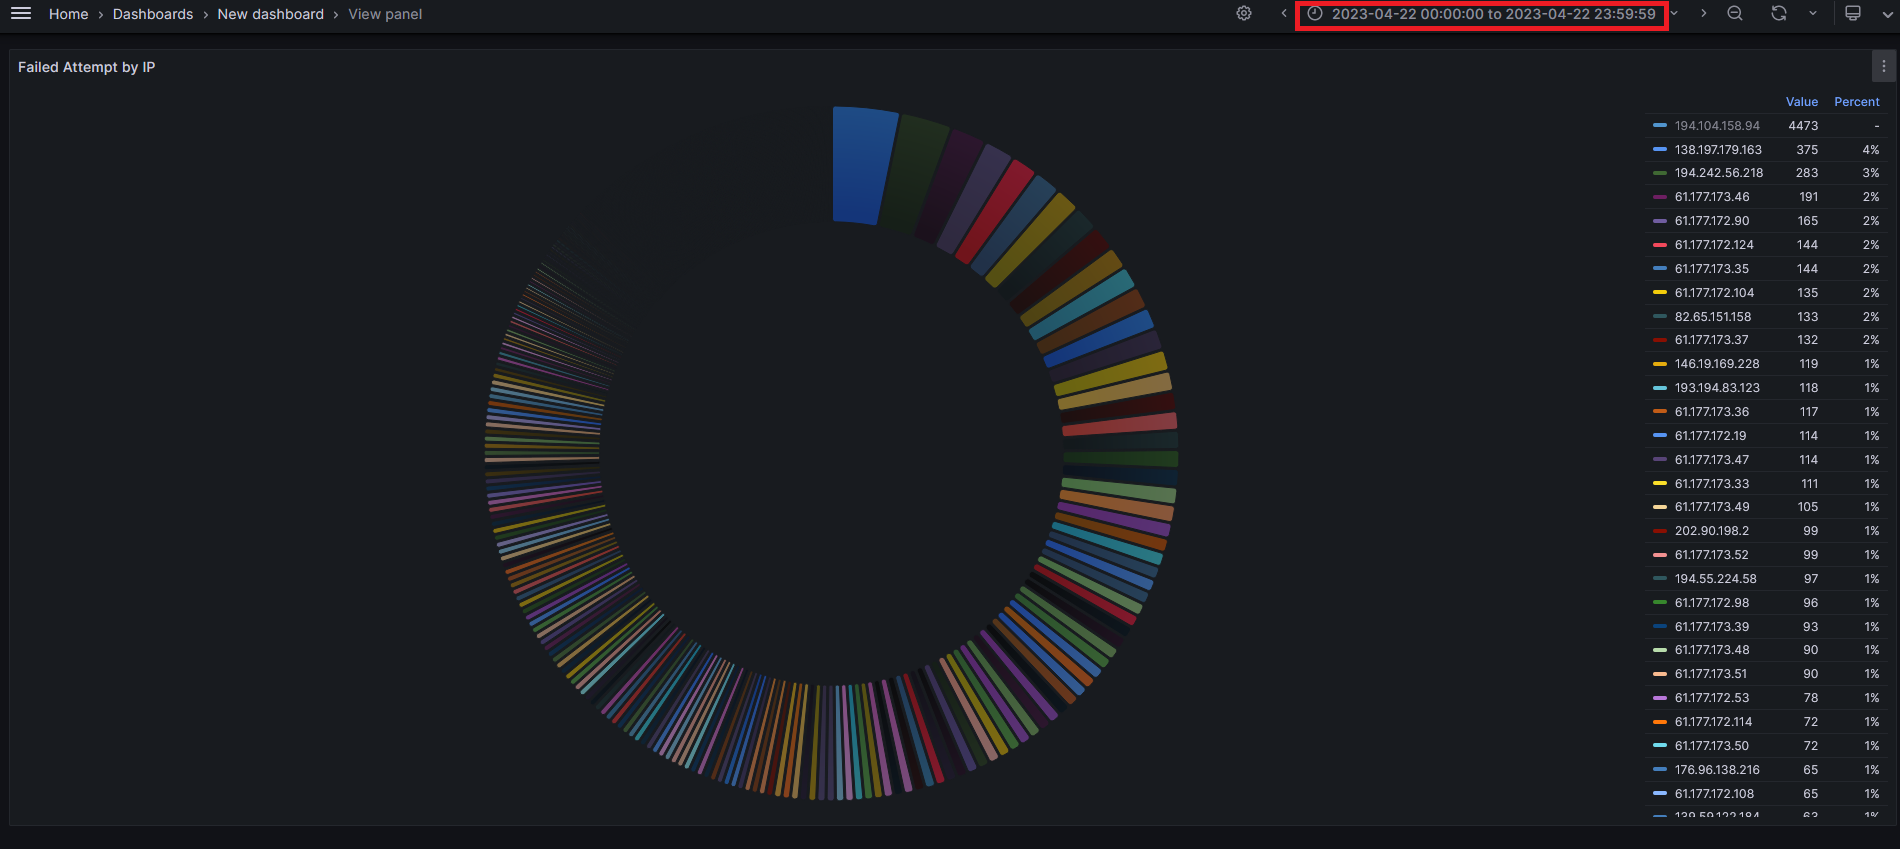 Home › Dashboards › New dashboard › View panel
2023-04-22 00:00:00 to 2023-04-22 23:59:59
Failed Attempt by IP
Value Percent
194.104.158.94 4473 -
138.197.179.163 375 4%
194.242.56.218 283 3%
61.177.173.46 191 2%
61.177.172.90 165 2%
61.177.172.124 144 2%
61.177.173.35 144 2%
61.177.172.104 135 2%
82.65.151.158 133 2%
61.177.173.37 132 2%
146.19.169.228 119 1%
193.194.83.123 118 1%
61.177.173.36 117 1%
61.177.172.19 114 1%
61.177.173.47 114 1%
61.177.173.33 111 1%
61.177.173.49 105 1%
202.90.198.2 99 1%
61.177.173.52 99 1%
194.55.224.58 97 1%
61.177.172.98 96 1%
61.177.173.39 93 1%
61.177.173.48 90 1%
61.177.173.51 90 1%
61.177.172.53 78 1%
61.177.172.114 72 1%
61.177.173.50 72 1%
176.96.138.216 65 1%
61.177.172.108 65 1%
139.59.122.184 63 1%